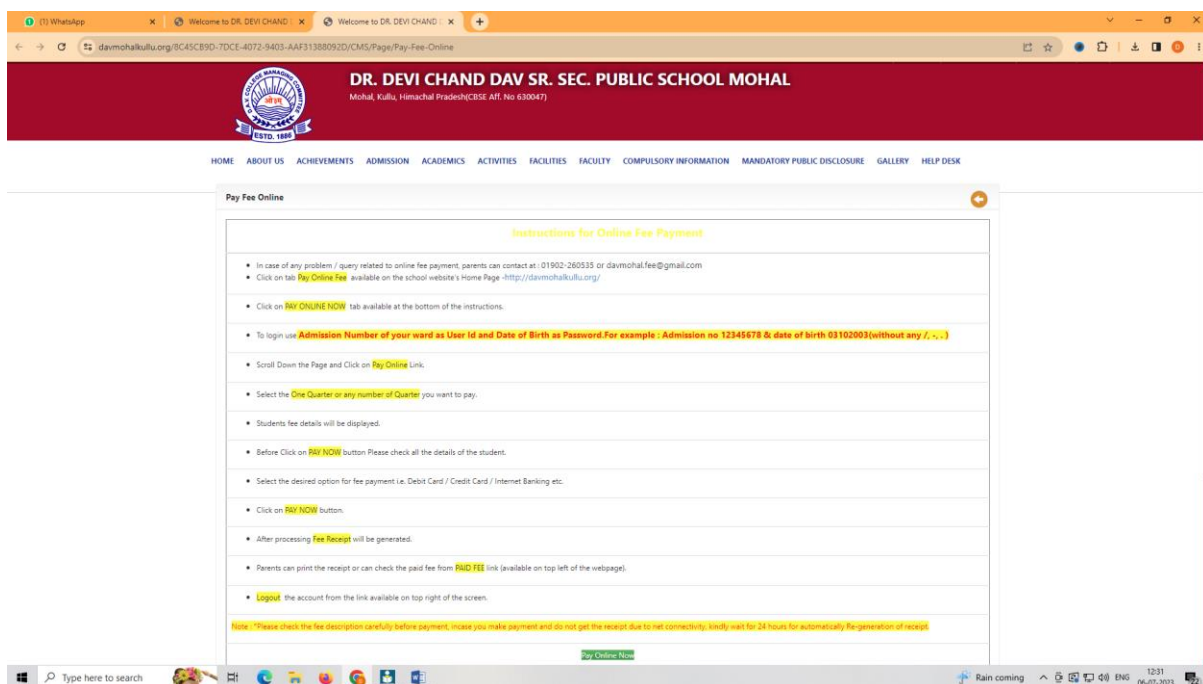 (1) WhatsApp
Welcome to DR. DEVI CHAND
Welcome to DR. DEVI CHAND
davmohalkullu.org/8C45CB9D-7DCE-4072-9403-AAF31388092D/CMS/Page/Pay-Fee-Online
D.A.V. COLLEGE MANAGING COMMITTEE
ओ३म्
ESTD. 1886
DR. DEVI CHAND DAV SR. SEC. PUBLIC SCHOOL MOHAL
Mohal, Kullu, Himachal Pradesh(CBSE Aff. No 630047)
HOME ABOUT US ACHIEVEMENTS ADMISSION ACADEMICS ACTIVITIES FACILITIES FACULTY COMPULSORY INFORMATION MANDATORY PUBLIC DISCLOSURE GALLERY HELP DESK
Pay Fee Online
Instructions for Online Fee Payment
In case of any problem / query related to online fee payment, parents can contact at : 01902-260535 or davmohal.fee@gmail.com
Click on tab Pay Online Fee available on the school website's Home Page -http://davmohalkullu.org/
Click on PAY ONLINE NOW tab available at the bottom of the instructions.
To login use Admission Number of your ward as User Id and Date of Birth as Password.For example : Admission no 12345678 & date of birth 03102003(without any /, -, . )
Scroll Down the Page and Click on Pay Online Link.
Select the One Quarter or any number of Quarter you want to pay.
Students fee details will be displayed.
Before Click on PAY NOW button Please check all the details of the student.
Select the desired option for fee payment i.e. Debit Card / Credit Card / Internet Banking etc.
Click on PAY NOW button.
After processing Fee Receipt will be generated.
Parents can print the receipt or can check the paid fee from PAID FEE link (available on top left of the webpage).
Logout the account from the link available on top right of the screen.
Note : *Please check the fee description carefully before payment, incase you make payment and do not get the receipt due to net connectivity, kindly wait for 24 hours for automatically Re-generation of receipt.
Pay Online Now
Type here to search
Rain coming
ENG
12:31
06-07-2023